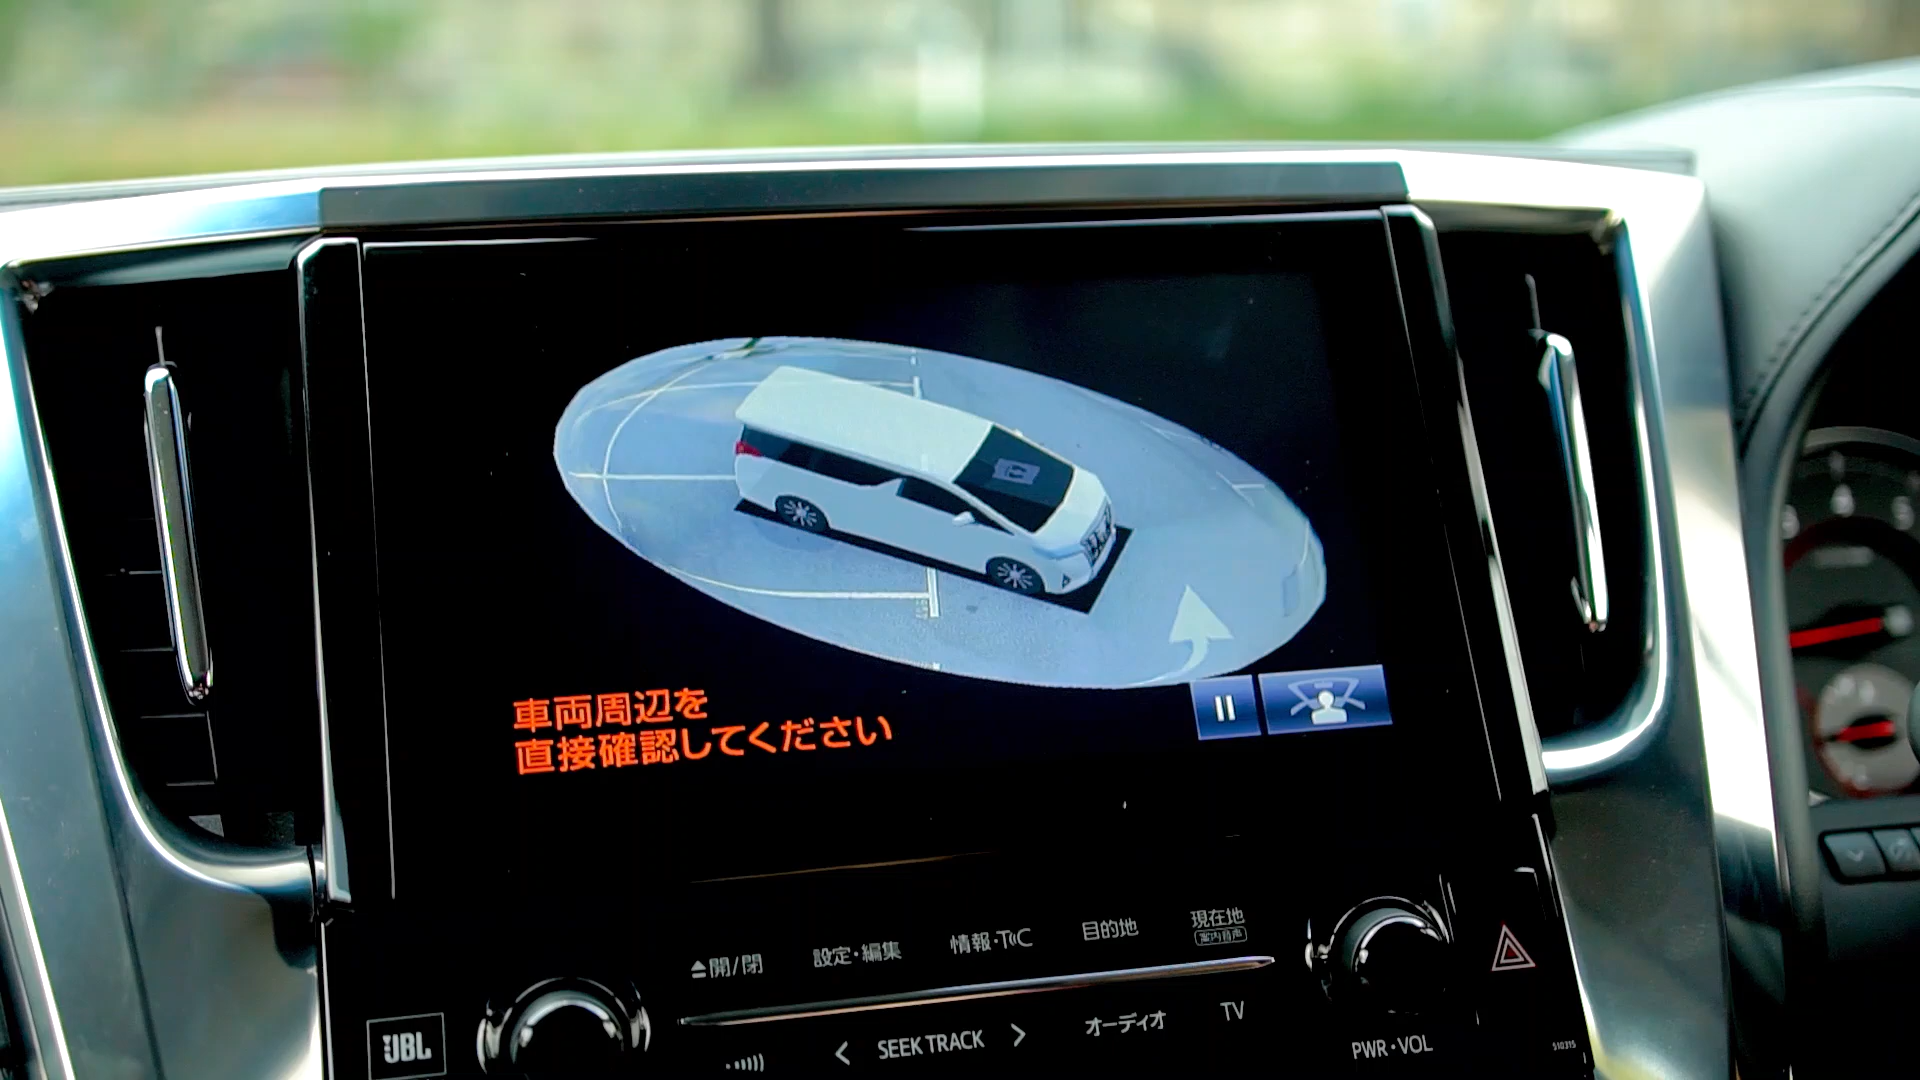 車両周辺を
直接確認してください
開/閉
設定・編集
情報・T
目的地
現在地
案内音声
JBL
SEEK TRACK
オーディオ
TV
PWR・VOL
510315